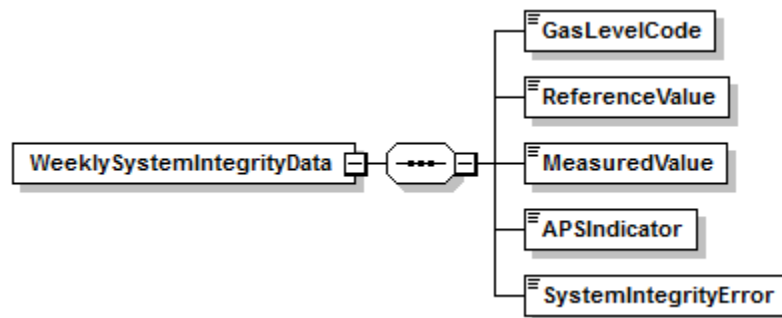 GasLevelCode
ReferenceValue
WeeklySystemIntegrityData
MeasuredValue
APSIndicator
SystemIntegrityError